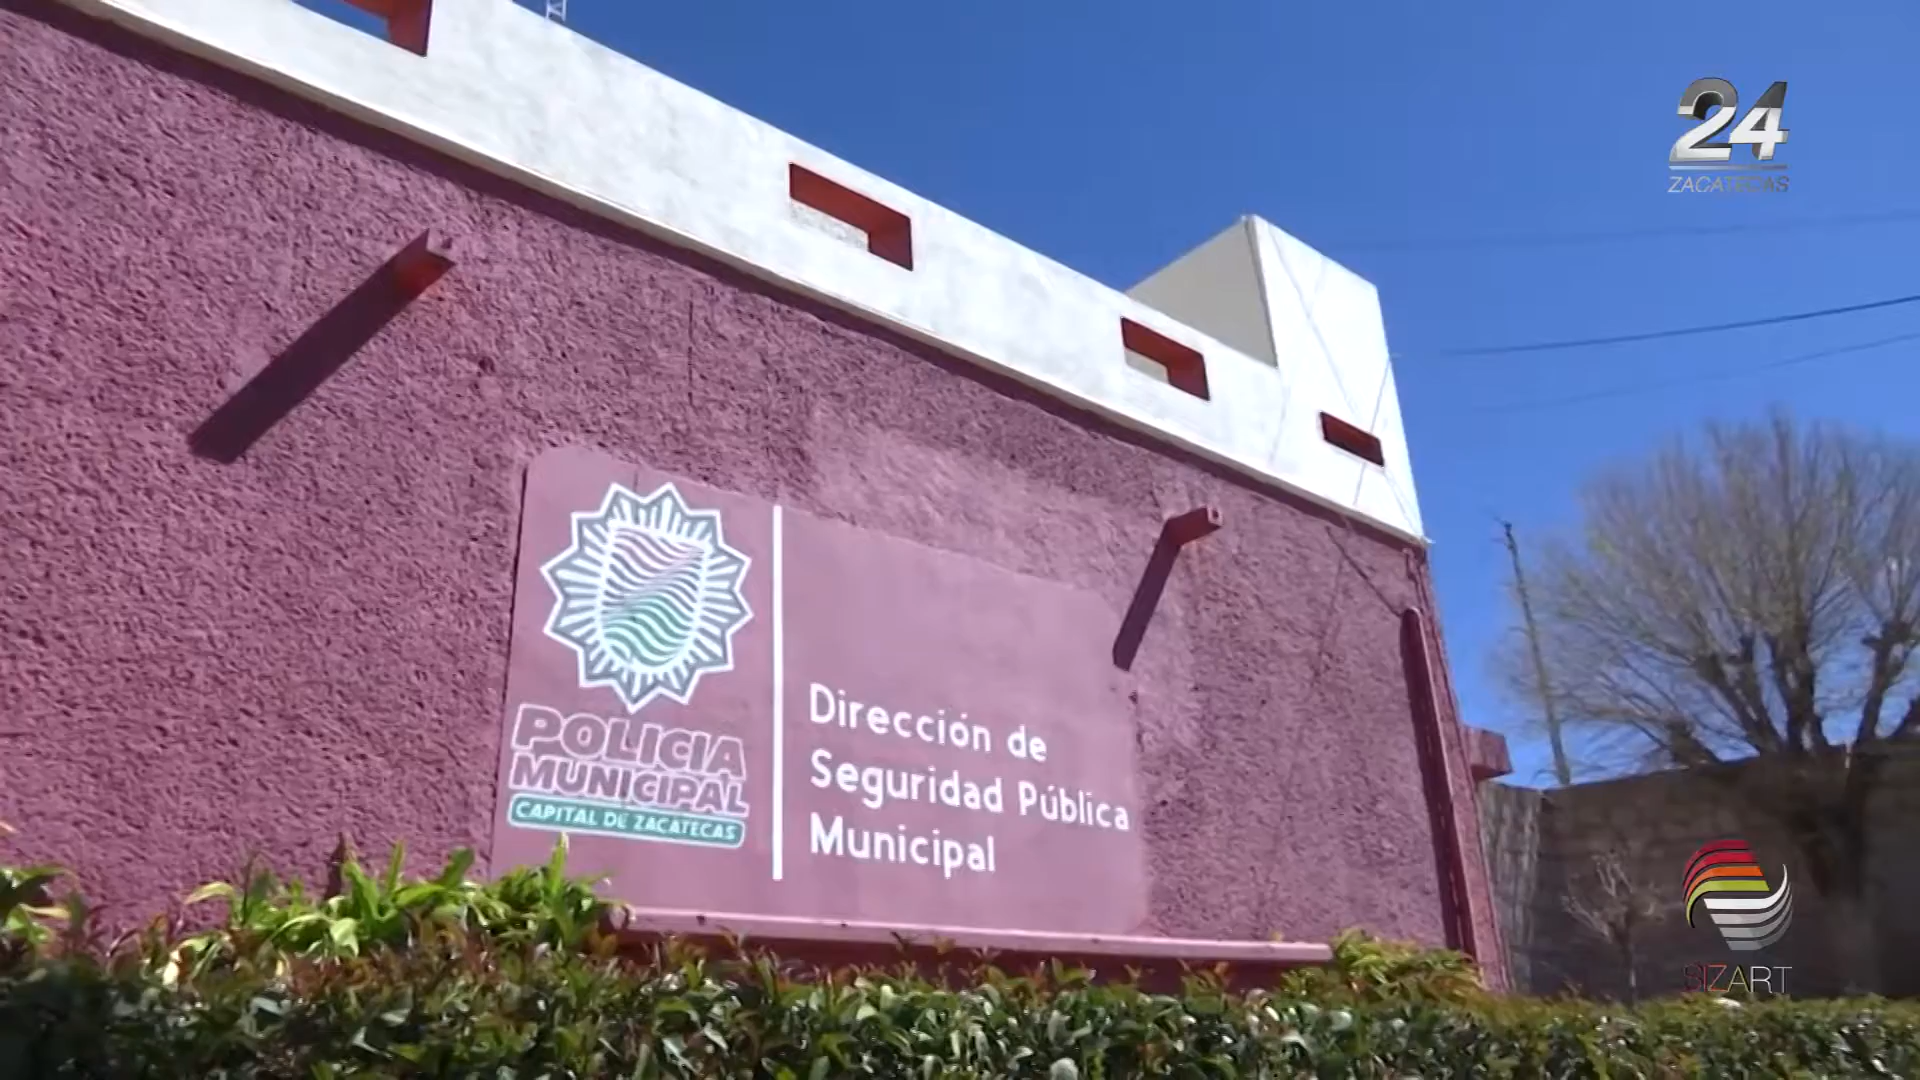 24
ZACATECAS
POLICIA
MUNICIPAL
CAPITAL DE ZACATECAS
Dirección de
Seguridad Pública
Municipal
SIZART